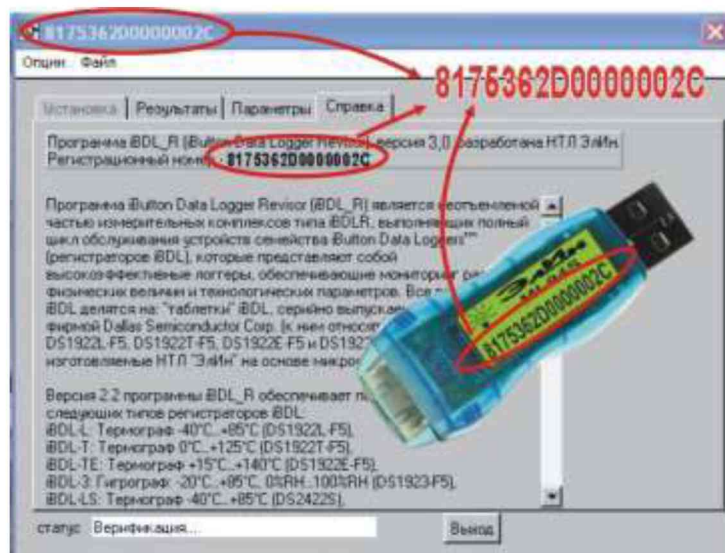 8175362D0000002C
Опции Файл
8175362D0000002C
Установка Результаты Параметры Справка
Программа iBDL_R (iButton Data Logger Revisor), версия 3,0 разработана НТЛ ЭлИн.
Регистрационный номер - 8175362D0000002C
Программа iButton Data Logger Revisor (iBDL_R) является неотъемлемой
частью измерительных комплексов типа iBDLR, выполняющих полный
цикл обслуживания устройств семейства iButton Data Loggers
(регистраторов iBDL), которые представляют собой
высокоэффективные логгеры, обеспечивающие мониторинг
физических величин и технологических параметров. Все
iBDL делятся на: "таблетки" iBDL, серийно
фирмой Dallas Semiconductor Corp. (к ним
DS1922L-F5, DS1922T-F5, DS1922E-F5 и
изготовляемые НТЛ "ЭлИн" на основе
ЭлИн
8175362D0000002C
Версия 2.2 программы iBDL_R обеспечивает
следующих типов регистраторов iBDL:
iBDL-L: Термограф -40°C...+85°C (DS1922L-F5),
iBDL-T: Термограф 0°C...+125°C (DS1922T-F5),
iBDL-TE: Термограф +15°C...+140°C (DS1922E-F5),
iBDL-3: Гигрограф: -20°C...+85°C, 0%RH...100%RH (DS1923-F5),
iBDL-LS: Термограф -40°C...+85°C (DS2422S),
статус Верификация... Выход